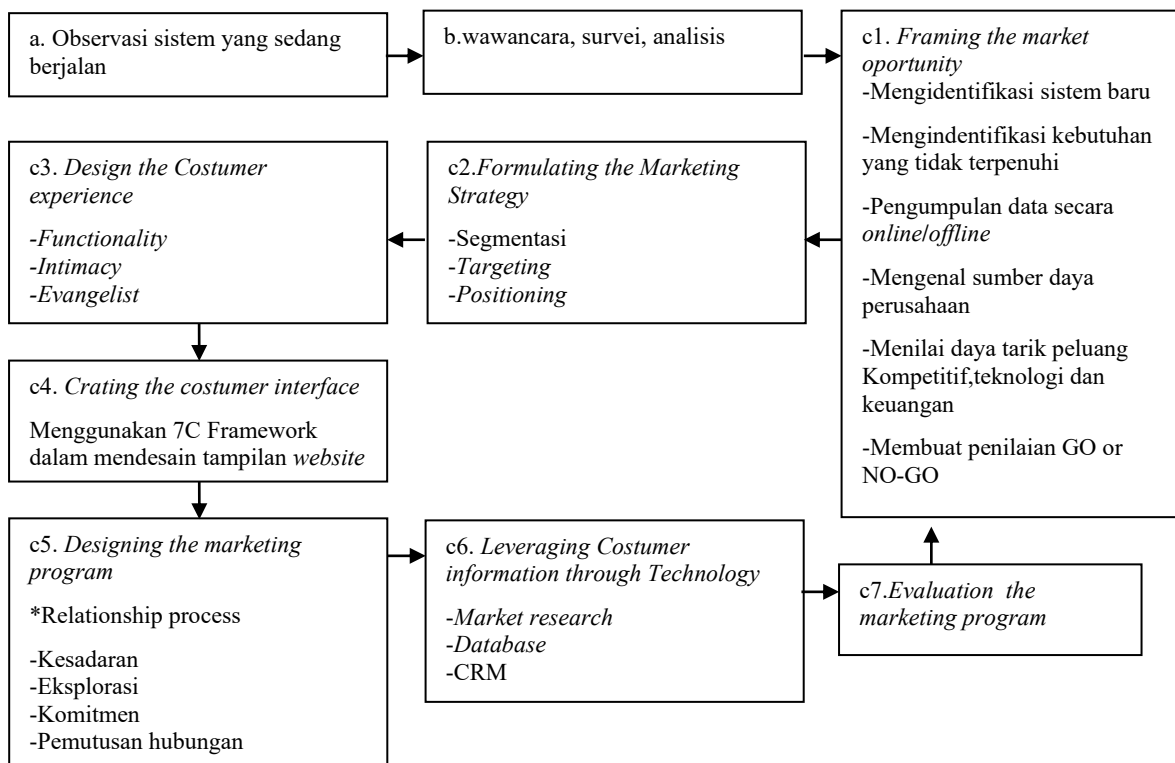 a. Observasi sistem yang sedang
berjalan
b.wawancara, survei, analisis
c1. Framing the market
oportunity
-Mengidentifikasi sistem baru
-Mengindentifikasi kebutuhan
yang tidak terpenuhi
-Pengumpulan data secara
online/offline
-Mengenal sumber daya
perusahaan
-Menilai daya tarik peluang
Kompetitif,teknologi dan
keuangan
-Membuat penilaian GO or
NO-GO
c2.Formulating the Marketing
Strategy
-Segmentasi
-Targeting
-Positioning
c3. Design the Costumer
experience
-Functionality
-Intimacy
-Evangelist
c4. Crating the costumer interface
Menggunakan 7C Framework
dalam mendesain tampilan website
c5. Designing the marketing
program
*Relationship process
-Kesadaran
-Eksplorasi
-Komitmen
-Pemutusan hubungan
c6. Leveraging Costumer
information through Technology
-Market research
-Database
-CRM
c7.Evaluation the
marketing program